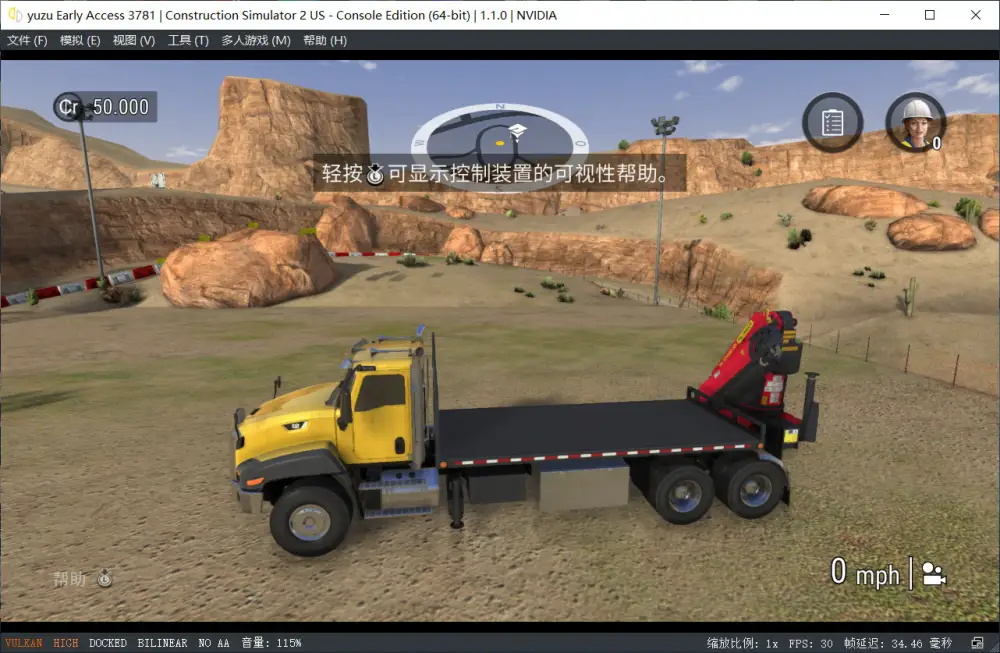 yuzu Early Access 3781 | Construction Simulator 2 US - Console Edition (64-bit) | 1.1.0 | NVIDIA
文件 (F) 模拟 (E) 视图 (V) 工具 (T) 多人游戏 (M) 帮助 (H)
Cr 50.000
N
轻按 可显示控制装置的可视性帮助。
0
帮助
0 mph
VULKAN HIGH DOCKED BILINEAR NO AA 音量: 115% 缩放比例: 1x FPS: 30 帧延迟: 34.46 毫秒